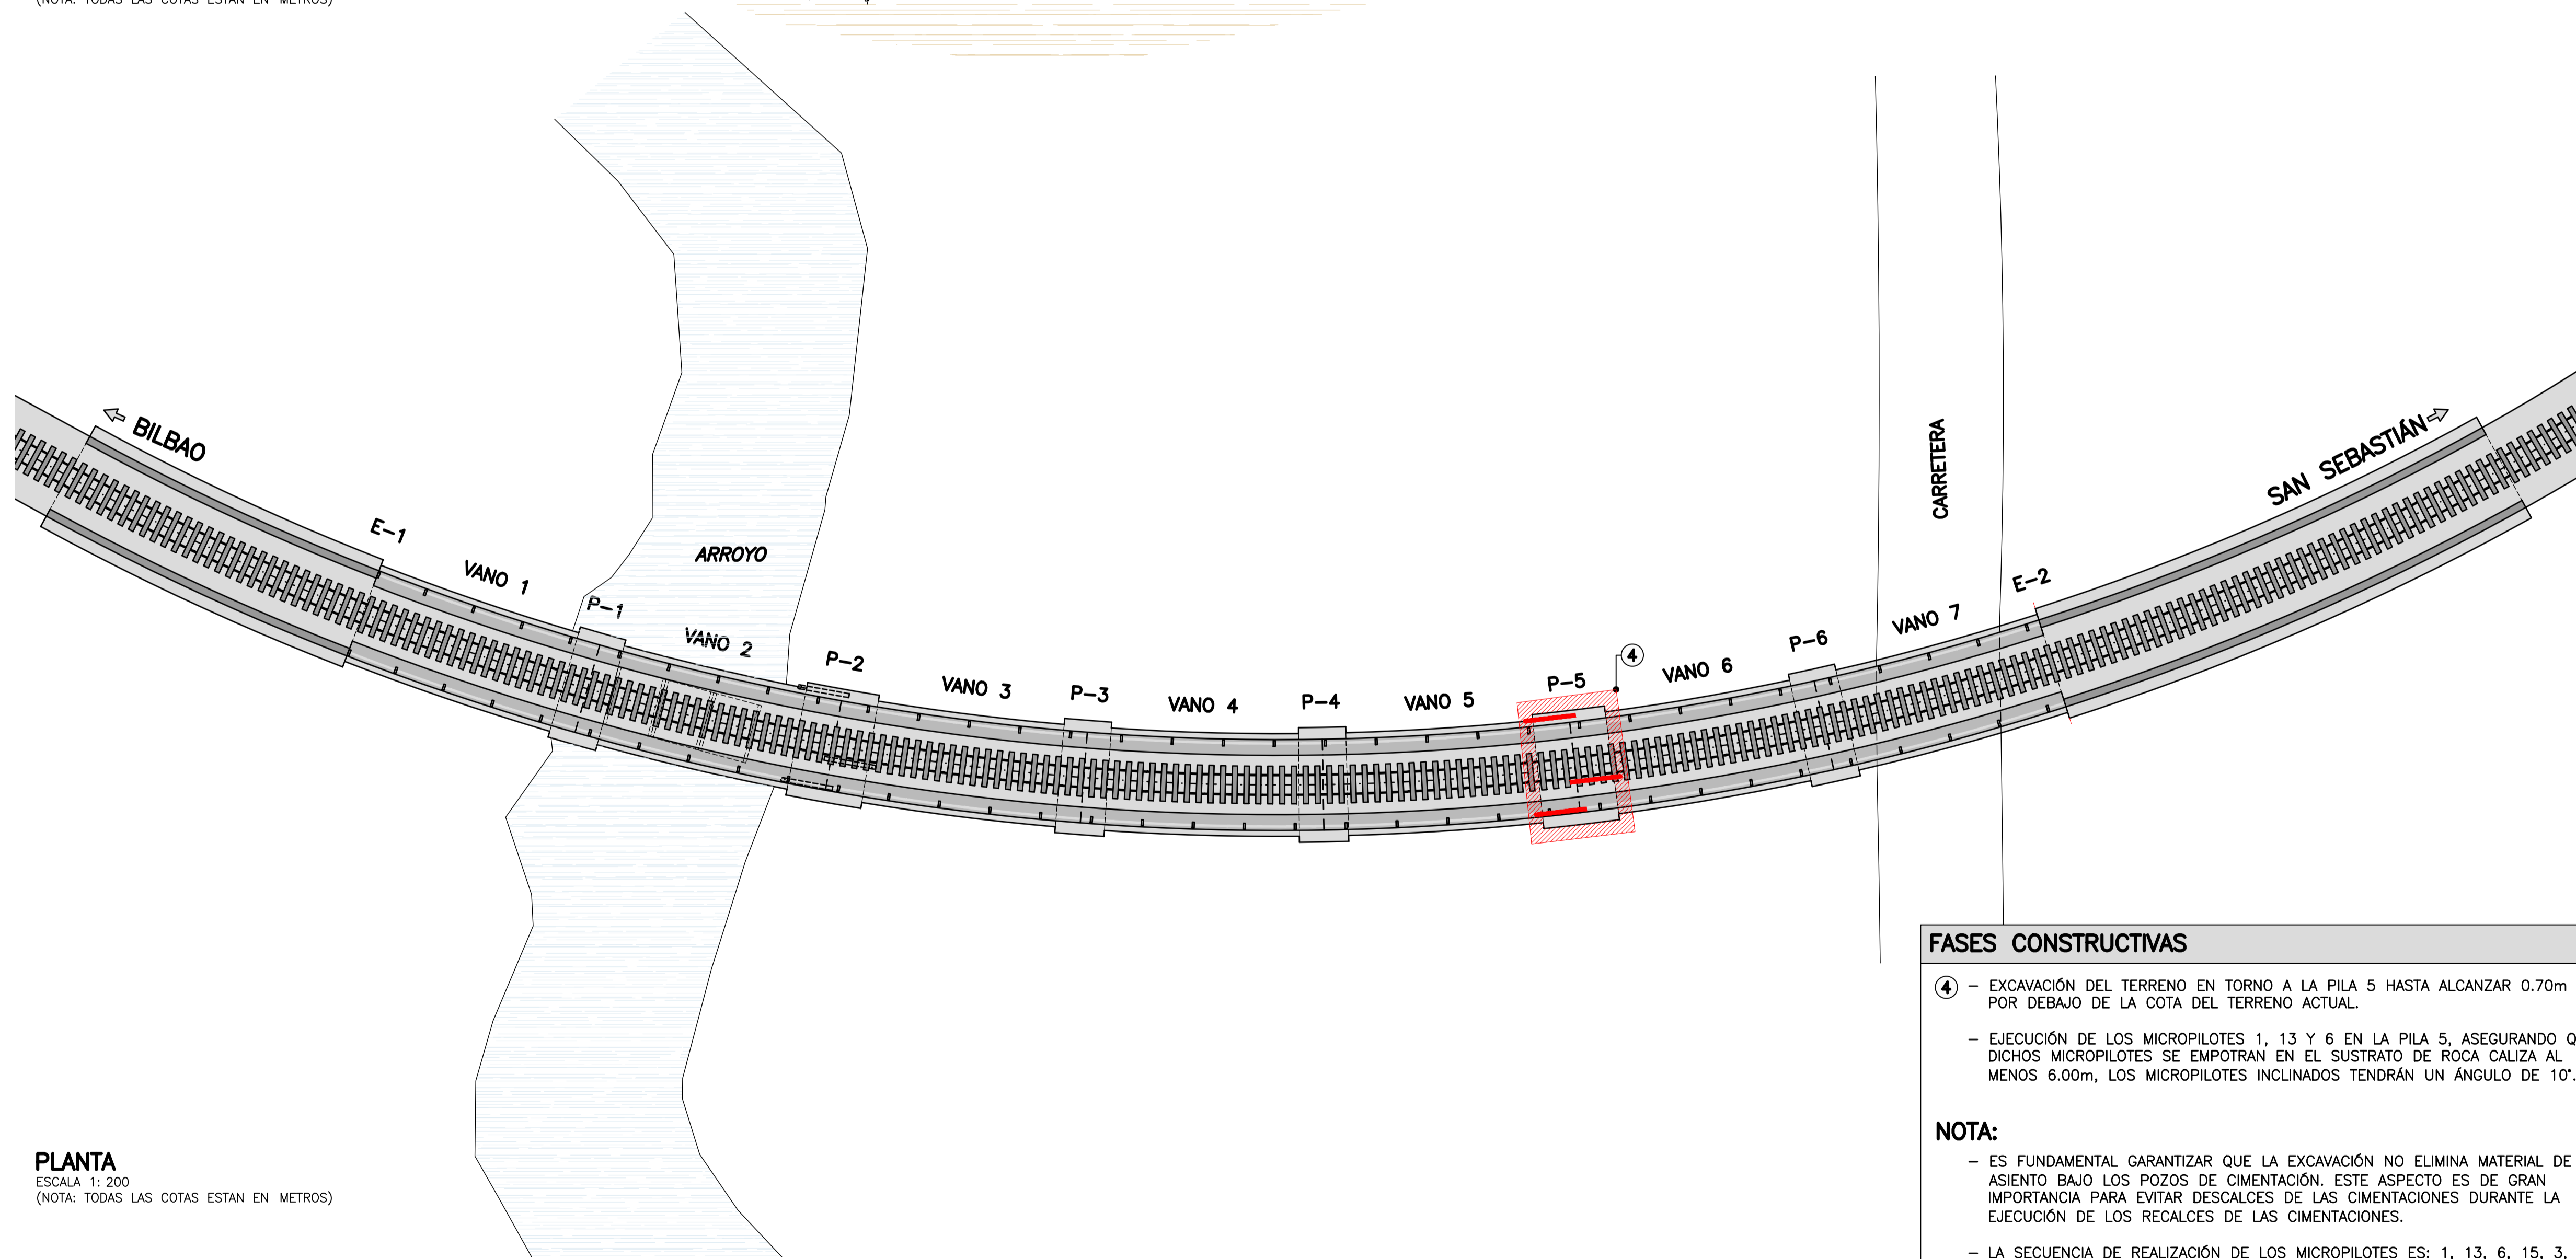 (NOTA: TODAS LAS COTAS ESTAN EN METROS)
BILBAO
SAN SEBASTIÁN
CARRETERA
E-1
VANO 1
ARROYO
P-1
VANO 2
P-2
VANO 3
P-3
VANO 4
P-4
VANO 5
P-5
4
VANO 6
P-6
VANO 7
E-2
FASES CONSTRUCTIVAS
4 – EXCAVACIÓN DEL TERRENO EN TORNO A LA PILA 5 HASTA ALCANZAR 0.70m
POR DEBAJO DE LA COTA DEL TERRENO ACTUAL.
– EJECUCIÓN DE LOS MICROPILOTES 1, 13 Y 6 EN LA PILA 5, ASEGURANDO
DICHOS MICROPILOTES SE EMPOTRAN EN EL SUSTRATO DE ROCA CALIZA AL
MENOS 6.00m, LOS MICROPILOTES INCLINADOS TENDRÁN UN ÁNGULO DE 10°.
NOTA:
– ES FUNDAMENTAL GARANTIZAR QUE LA EXCAVACIÓN NO ELIMINA MATERIAL DE
ASIENTO BAJO LOS POZOS DE CIMENTACIÓN. ESTE ASPECTO ES DE GRAN
IMPORTANCIA PARA EVITAR DESCALCES DE LAS CIMENTACIONES DURANTE LA
EJECUCIÓN DE LOS RECALCES DE LAS CIMENTACIONES.
– LA SECUENCIA DE REALIZACIÓN DE LOS MICROPILOTES ES: 1, 13, 6, 15, 3,
PLANTA
ESCALA 1: 200
(NOTA: TODAS LAS COTAS ESTAN EN METROS)